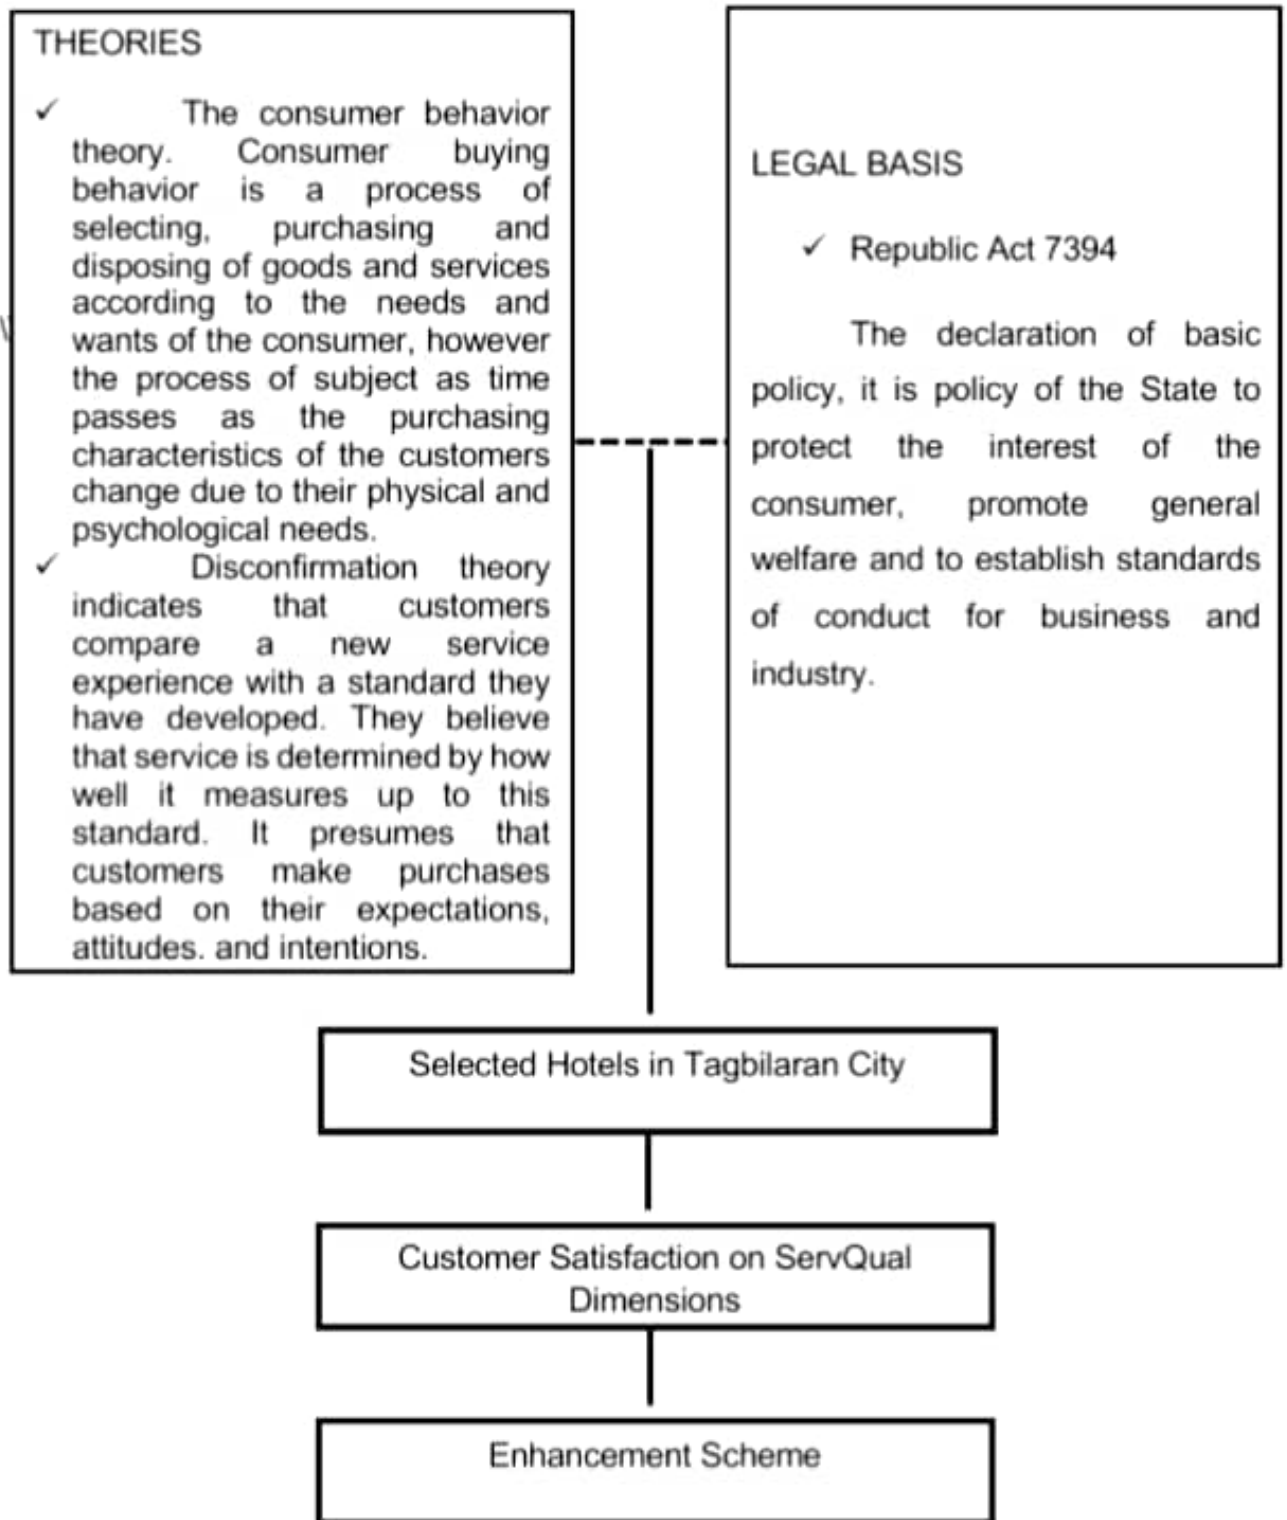 THEORIES
✓ The consumer behavior
theory. Consumer buying
behavior is a process of
selecting, purchasing and
disposing of goods and services
according to the needs and
wants of the consumer, however
the process of subject as time
passes as the purchasing
characteristics of the customers
change due to their physical and
psychological needs.
✓ Disconfirmation theory
indicates that customers
compare a new service
experience with a standard they
have developed. They believe
that service is determined by how
well it measures up to this
standard. It presumes that
customers make purchases
based on their expectations,
attitudes. and intentions.
LEGAL BASIS
✓ Republic Act 7394
The declaration of basic
policy, it is policy of the State to
protect the interest of the
consumer, promote general
welfare and to establish standards
of conduct for business and
industry.
Selected Hotels in Tagbilaran City
Customer Satisfaction on ServQual
Dimensions
Enhancement Scheme